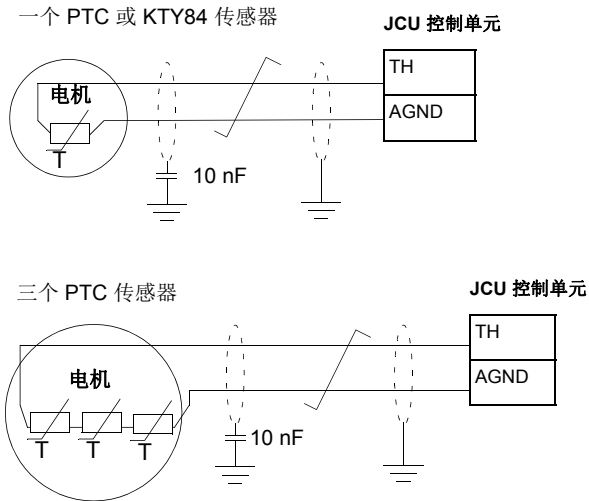 一个 PTC 或 KTY84 传感器
JCU 控制单元
TH
AGND
电机
T
10 nF
三个 PTC 传感器
JCU 控制单元
TH
AGND
电机
T T T
10 nF